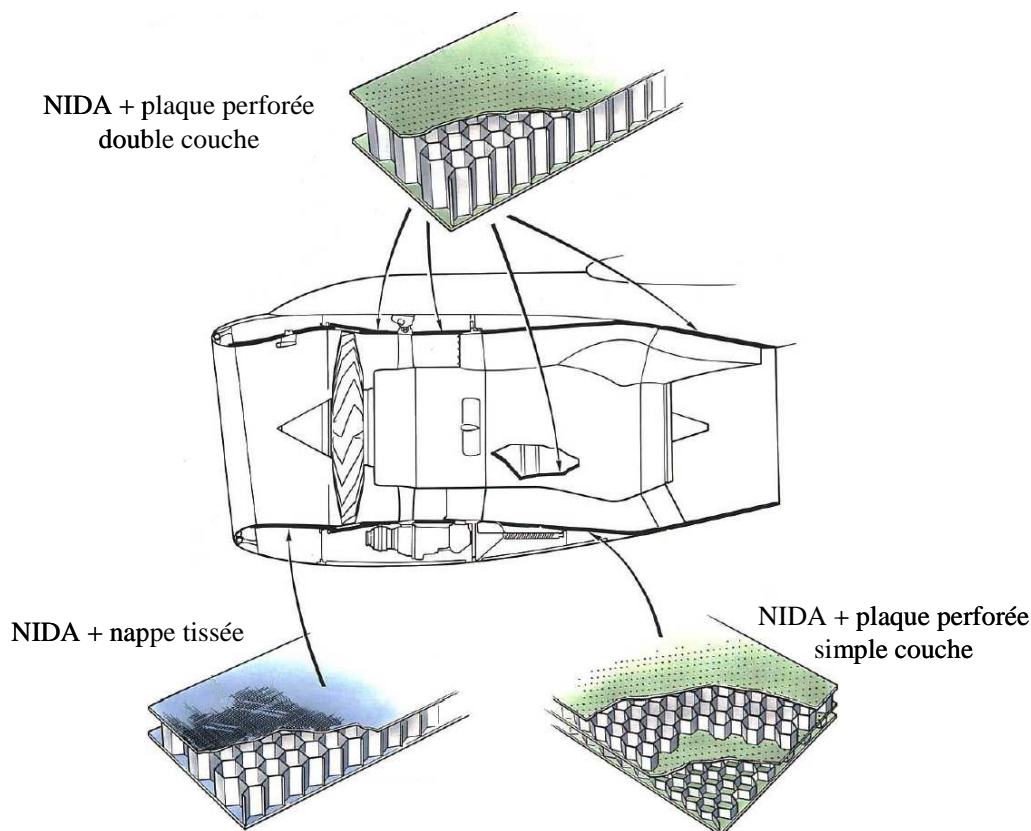 NIDA + plaque perforée
double couche
NIDA + nappe tissée
NIDA + plaque perforée
simple couche